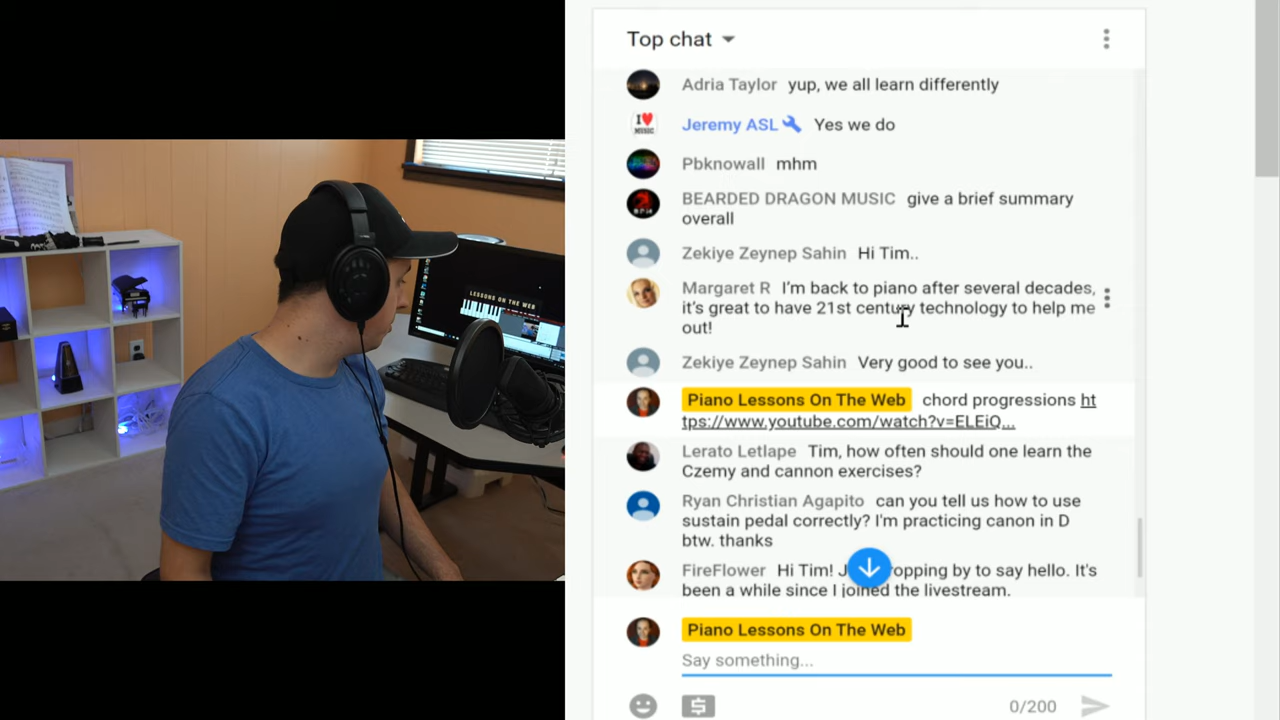 Top chat
Adria Taylor yup, we all learn differently
I ♥ MUSIC
Jeremy ASL Yes we do
Pbknowall mhm
BEARDED DRAGON MUSIC give a brief summary
overall
Zekiye Zeynep Sahin Hi Tim..
Margaret R I'm back to piano after several decades,
it's great to have 21st century technology to help me
out!
Zekiye Zeynep Sahin Very good to see you..
Piano Lessons On The Web chord progressions ht
tps://www.youtube.com/watch?v=ELEiQ...
Lerato Letlape Tim, how often should one learn the
Czemy and cannon exercises?
Ryan Christian Agapito can you tell us how to use
sustain pedal correctly? I'm practicing canon in D
btw. thanks
FireFlower Hi Tim! J opping by to say hello. It's
been a while since I joined the livestream.
Piano Lessons On The Web
Say something...
0/200
LESSONS ON THE WEB